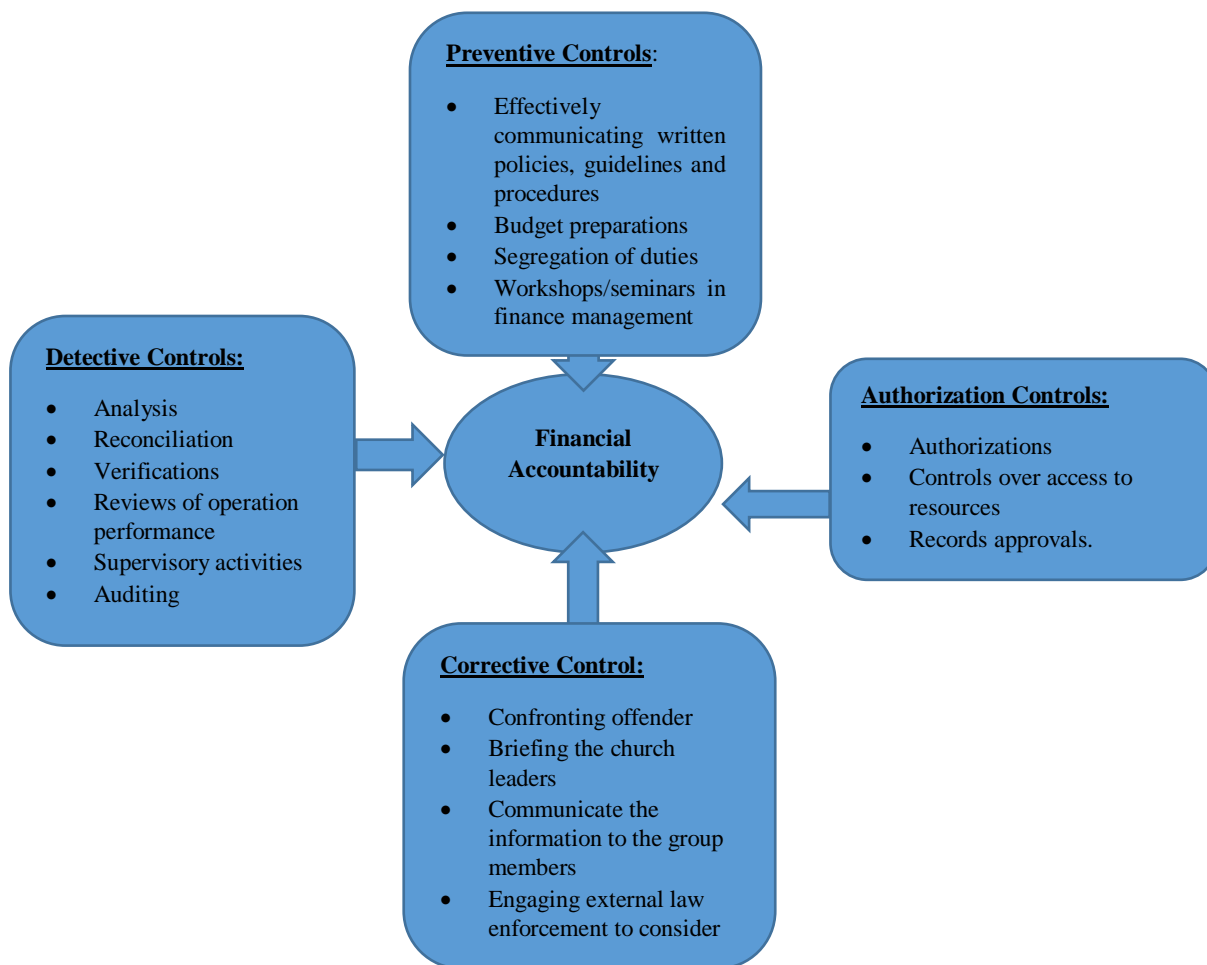 Preventive Controls:
• Effectively
communicating written
policies, guidelines and
procedures
• Budget preparations
• Segregation of duties
• Workshops/seminars in
finance management
Detective Controls:
• Analysis
• Reconciliation
• Verifications
• Reviews of operation
performance
• Supervisory activities
• Auditing
Financial
Accountability
Authorization Controls:
• Authorizations
• Controls over access to
resources
• Records approvals.
Corrective Control:
• Confronting offender
• Briefing the church
leaders
• Communicate the
information to the group
members
• Engaging external law
enforcement to consider